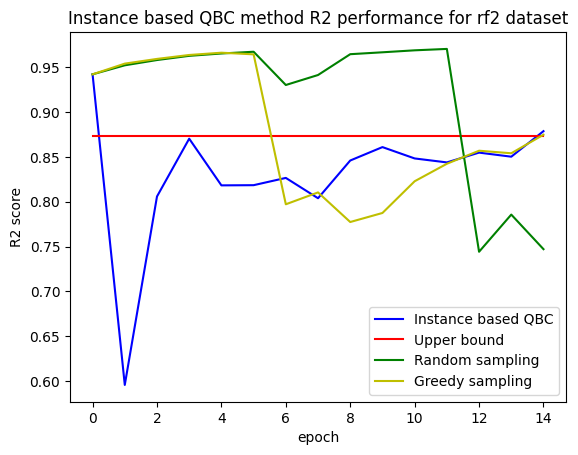 Instance based QBC method R2 performance for rf2 dataset
0.95
0.90
0.85
0.80
0.75
0.70
0.65
0.60
R2 score
Instance based QBC
Upper bound
Random sampling
Greedy sampling
0 2 4 6 8 10 12 14
epoch